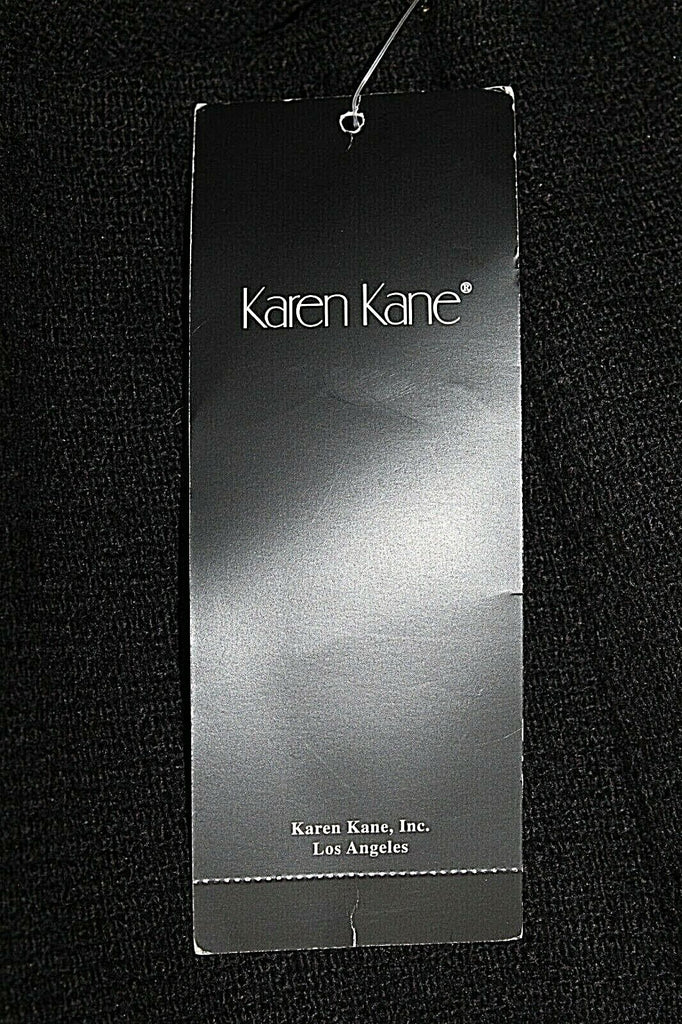 Karen Kane®
Karen Kane, Inc.
Los Angeles